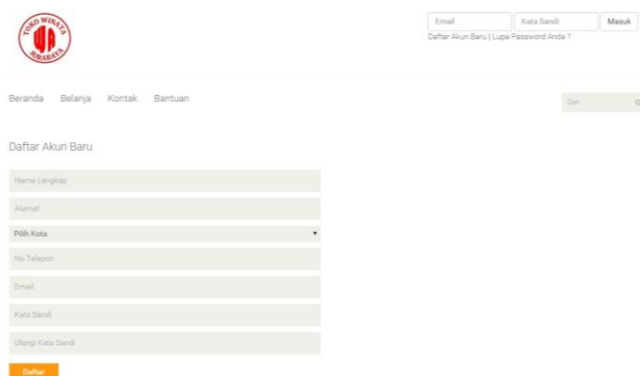 TOKO WINATA
SURABAYA
Email Kata Sandi Masuk
Daftar Akun Baru | Lupa Password Anda ?
Beranda Belanja Kontak Bantuan
Cari
Daftar Akun Baru
Nama Lengkap
Alamat
Pilih Kota
No Telepon
Email
Kata Sandi
Ulangi Kata Sandi
Daftar